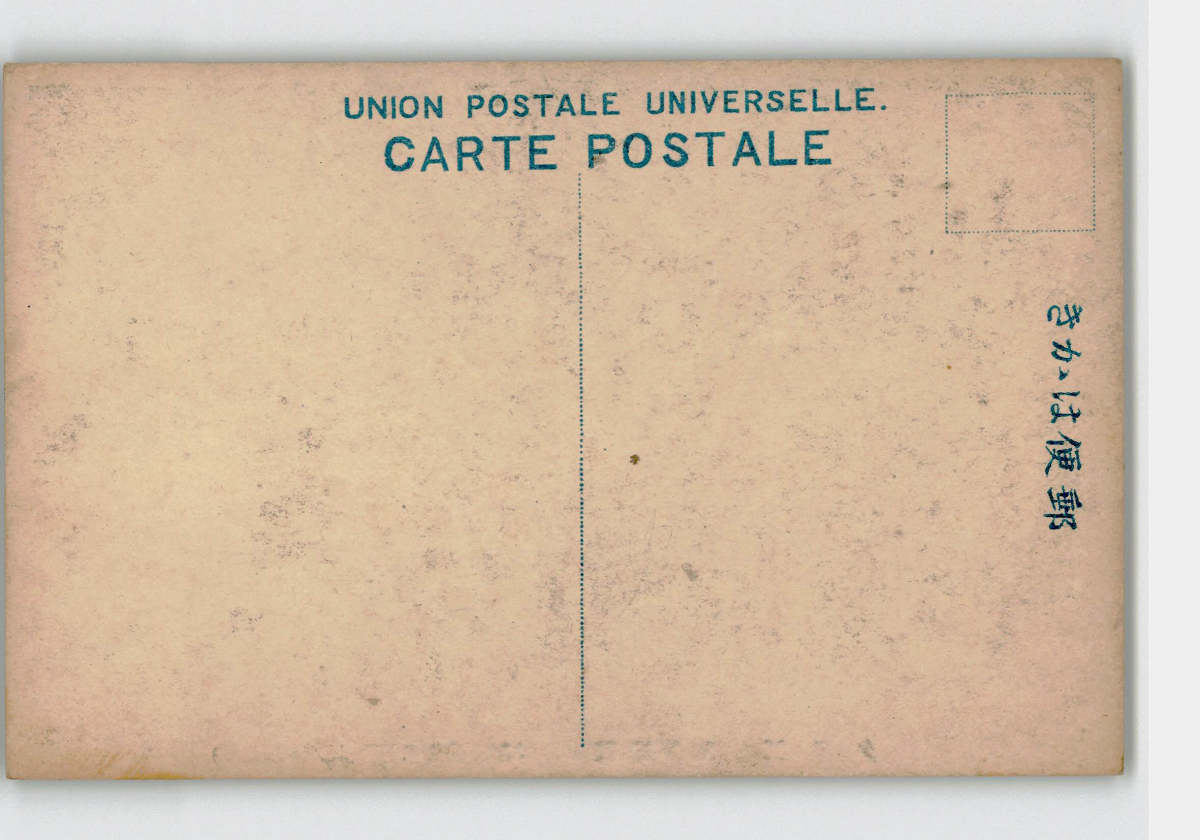 UNION POSTALE UNIVERSELLE.
CARTE POSTALE
郵便はがき